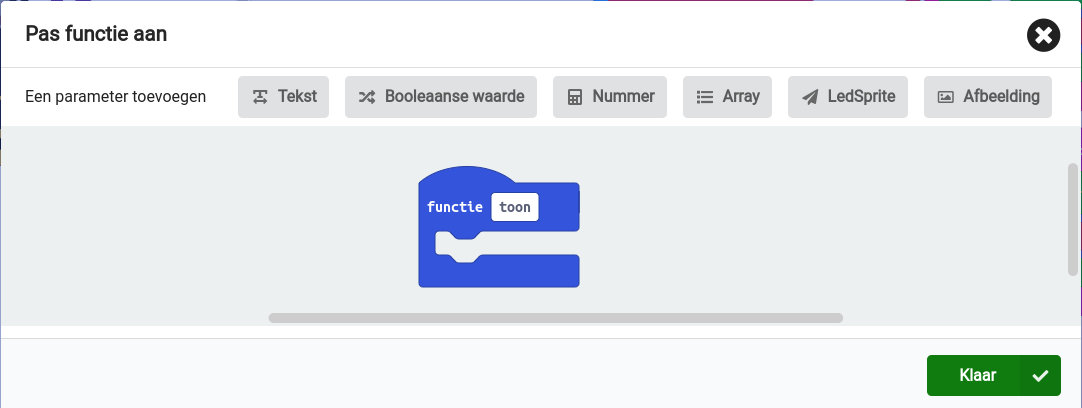 Pas functie aan
Een parameter toevoegen Tekst Booleaanse waarde Nummer Array LedSprite Afbeelding
functie toon
Klaar